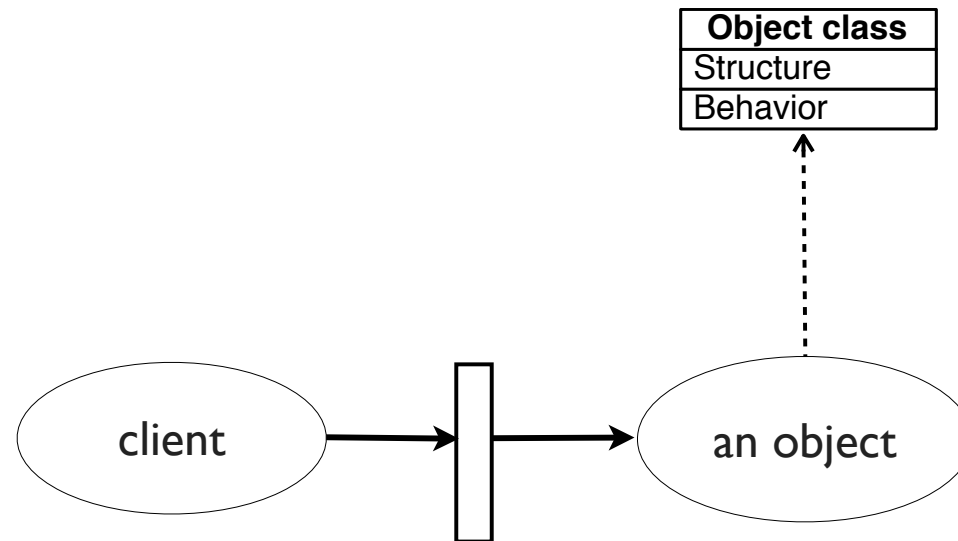 Object class
Structure
Behavior
client
an object